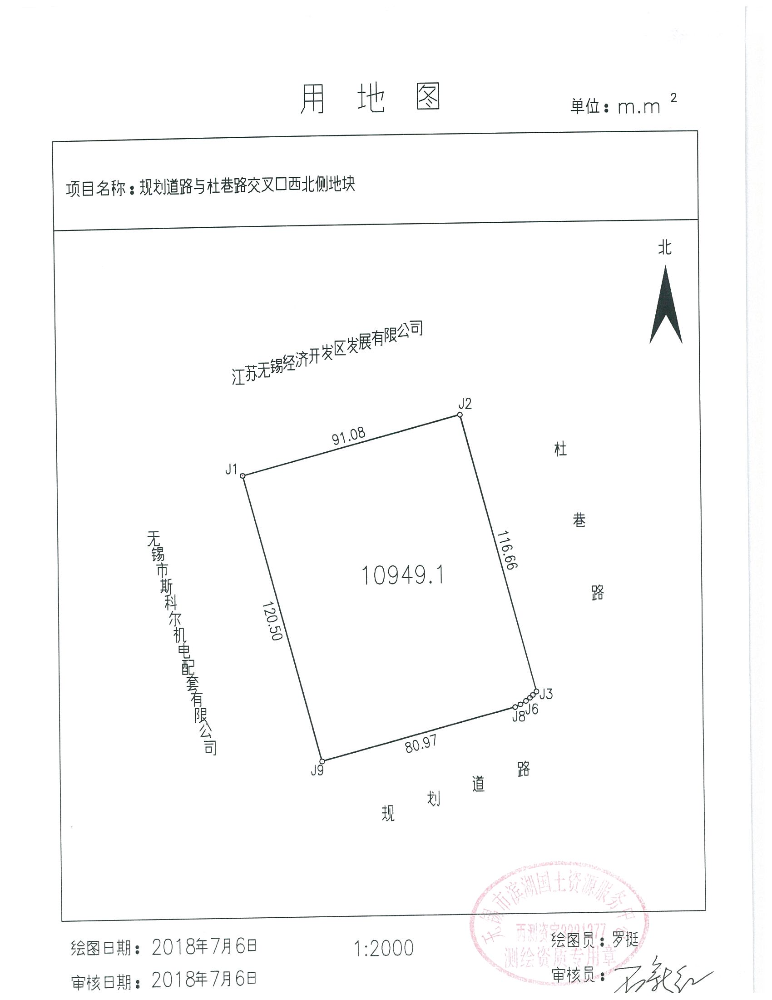 用地图
单位：m.m²
项目名称：规划道路与杜巷路交叉口西北侧地块
北
江苏无锡经济开发区发展有限公司
J2
91.08
J1
杜巷路
116.66
无锡市斯科尔机电配套有限公司
10949.1
120.50
J3
J6
J8
80.97
J9
规划道路
无锡市滨湖国土资源服务中心
丙测资字3221377
测绘资质专用章
绘图日期：2018年7月6日
1:2000
绘图员：罗挺
审核日期：2018年7月6日
审核员：